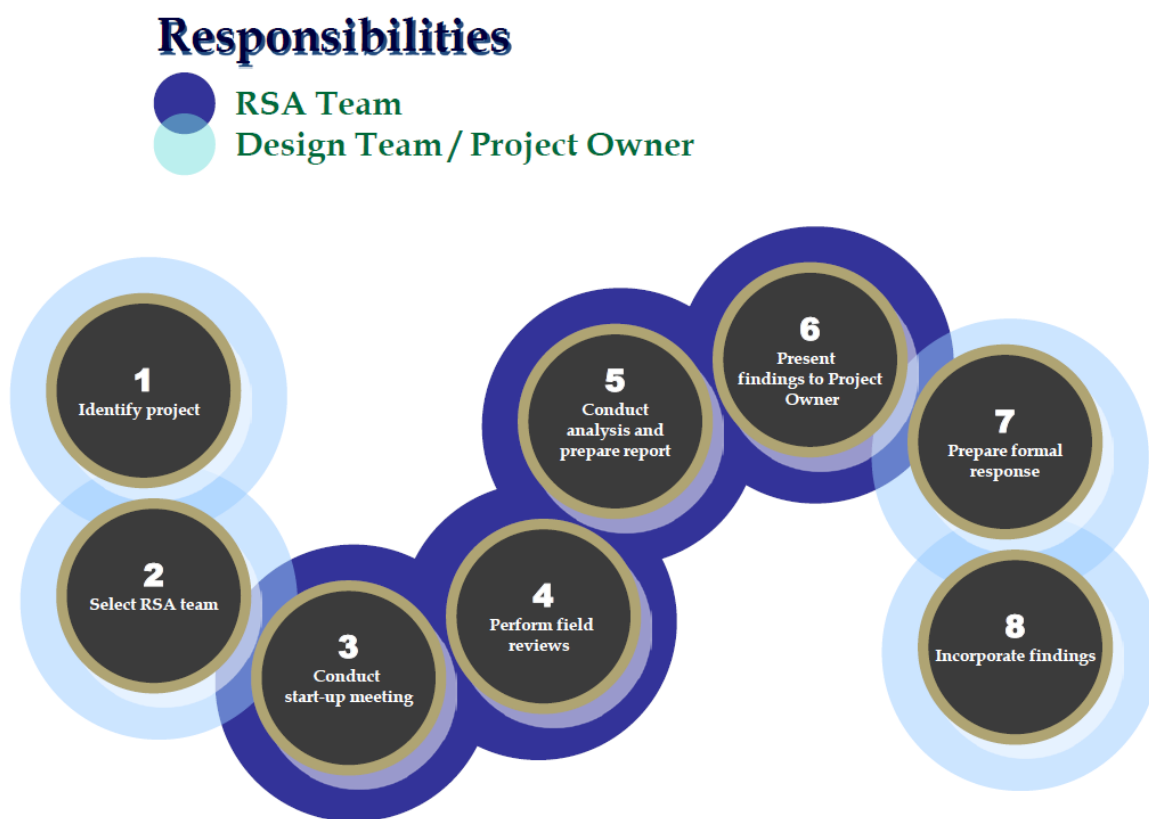 Responsibilities
RSA Team
Design Team / Project Owner
1
Identify project
2
Select RSA team
3
Conduct
start-up meeting
4
Perform field
reviews
5
Conduct
analysis and
prepare report
6
Present
findings to Project
Owner
7
Prepare formal
response
8
Incorporate findings